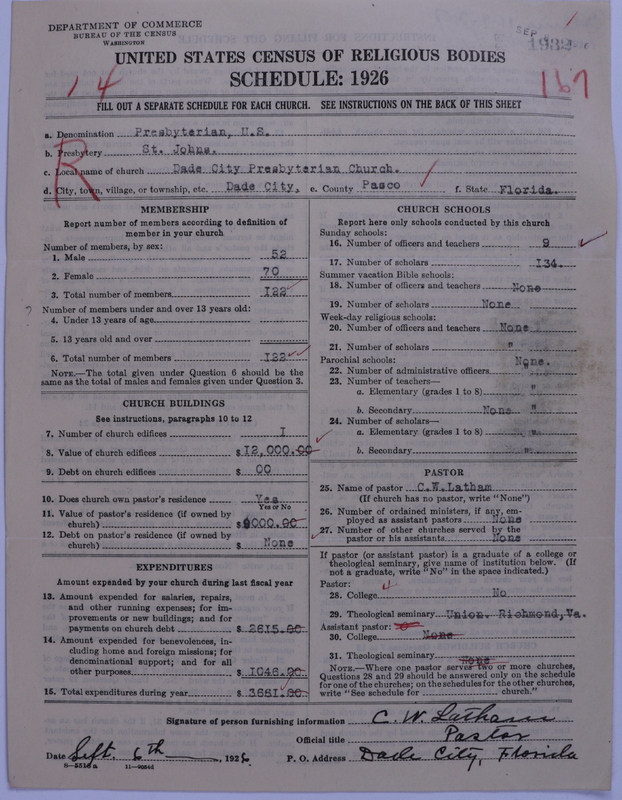 DEPARTMENT OF COMMERCE
BUREAU OF THE CENSUS
WASHINGTON
SEP
1932
1
UNITED STATES CENSUS OF RELIGIOUS BODIES
SCHEDULE: 1926
1 4
167
FILL OUT A SEPARATE SCHEDULE FOR EACH CHURCH. SEE INSTRUCTIONS ON THE BACK OF THIS SHEET
R
a. Denomination Presbyterian, U.S.
b. Presbytery St. Johns.
c. Local name of church Dade City Presbyterian Church.
d. City, town, village, or township, etc. Dade City, e. County Pasco f. State Florida.
MEMBERSHIP
Report number of members according to definition of
member in your church
Number of members, by sex:
1. Male 52
2. Female 70
3. Total number of members 122
Number of members under and over 13 years old:
4. Under 13 years of age
5. 13 years old and over
6. Total number of members 122
NOTE.—The total given under Question 6 should be
same as the total of males and females given under Question 3.
CHURCH BUILDINGS
See instructions, paragraphs 10 to 12
7. Number of church edifices I
8. Value of church edifices $12,000.00
9. Debt on church edifices $ 00
10. Does church own pastor's residence Yes
Yes or No
11. Value of pastor's residence (if owned by
church) $ 000.00
12. Debt on pastor's residence (if owned by
church) $ None
EXPENDITURES
Amount expended by your church during last fiscal year
13. Amount expended for salaries, repairs,
and other running expenses; for im-
provements or new buildings; and for
payments on church debt $ 2615.00
14. Amount expended for benevolences, in-
cluding home and foreign missions; for
denominational support; and for all
other purposes $ 1046.00
15. Total expenditures during year $ 3661.00
CHURCH SCHOOLS
Report here only schools conducted by this church
Sunday schools:
16. Number of officers and teachers 9
17. Number of scholars 134.
Summer vacation Bible schools:
18. Number of officers and teachers None
19. Number of scholars None
Week-day religious schools:
20. Number of officers and teachers None
21. Number of scholars "
Parochial schools: None.
22. Number of administrative officers "
23. Number of teachers—
a. Elementary (grades 1 to 8) "
b. Secondary None "
24. Number of scholars—
a. Elementary (grades 1 to 8) "
b. Secondary "
PASTOR
25. Name of pastor C.W.Latham
(If church has no pastor, write "None")
26. Number of ordained ministers, if any, em-
ployed as assistant pastors None
27. Number of other churches served by the
pastor or his assistants None
If pastor (or assistant pastor) is a graduate of a college or
theological seminary, give name of institution below. (If
not a graduate, write "No" in the space indicated.)
Pastor:
28. College No
29. Theological seminary Union. Richmond, Va.
Assistant pastor:
30. College None
31. Theological seminary None
NOTE.—Where one pastor serves two or more churches,
Questions 28 and 29 should be answered only on the schedule
for one of the churches; on the schedules for the other churches,
write "See schedule for church."
Signature of person furnishing information C. W. Latham
Official title Pastor
Date Sept. 6th, 1926 P. O. Address Dade City, Florida
11-9034d